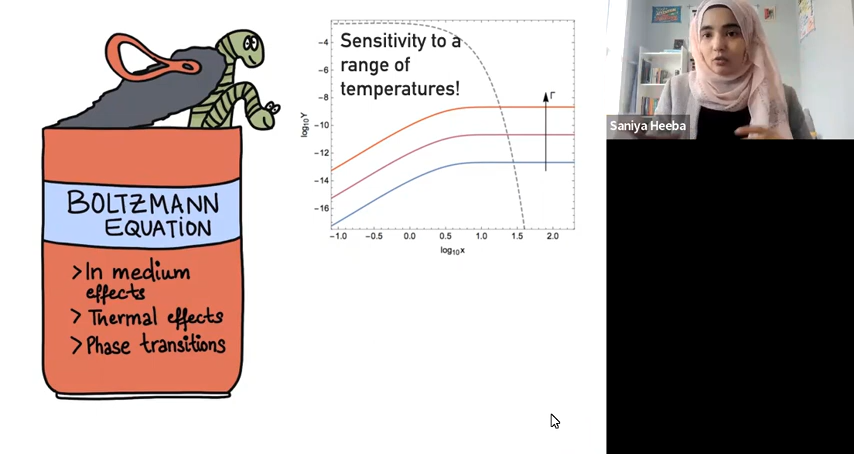 BOLTZMANN
EQUATION
>In medium
effects
> Thermal effects
>Phase transitions
Sensitivity to a
range of
temperatures!
log10Y
−4
−6
−8
−10
−12
−14
−16
Γ
−1.0 −0.5 0.0 0.5 1.0 1.5 2.0
log10x
Saniya Heeba